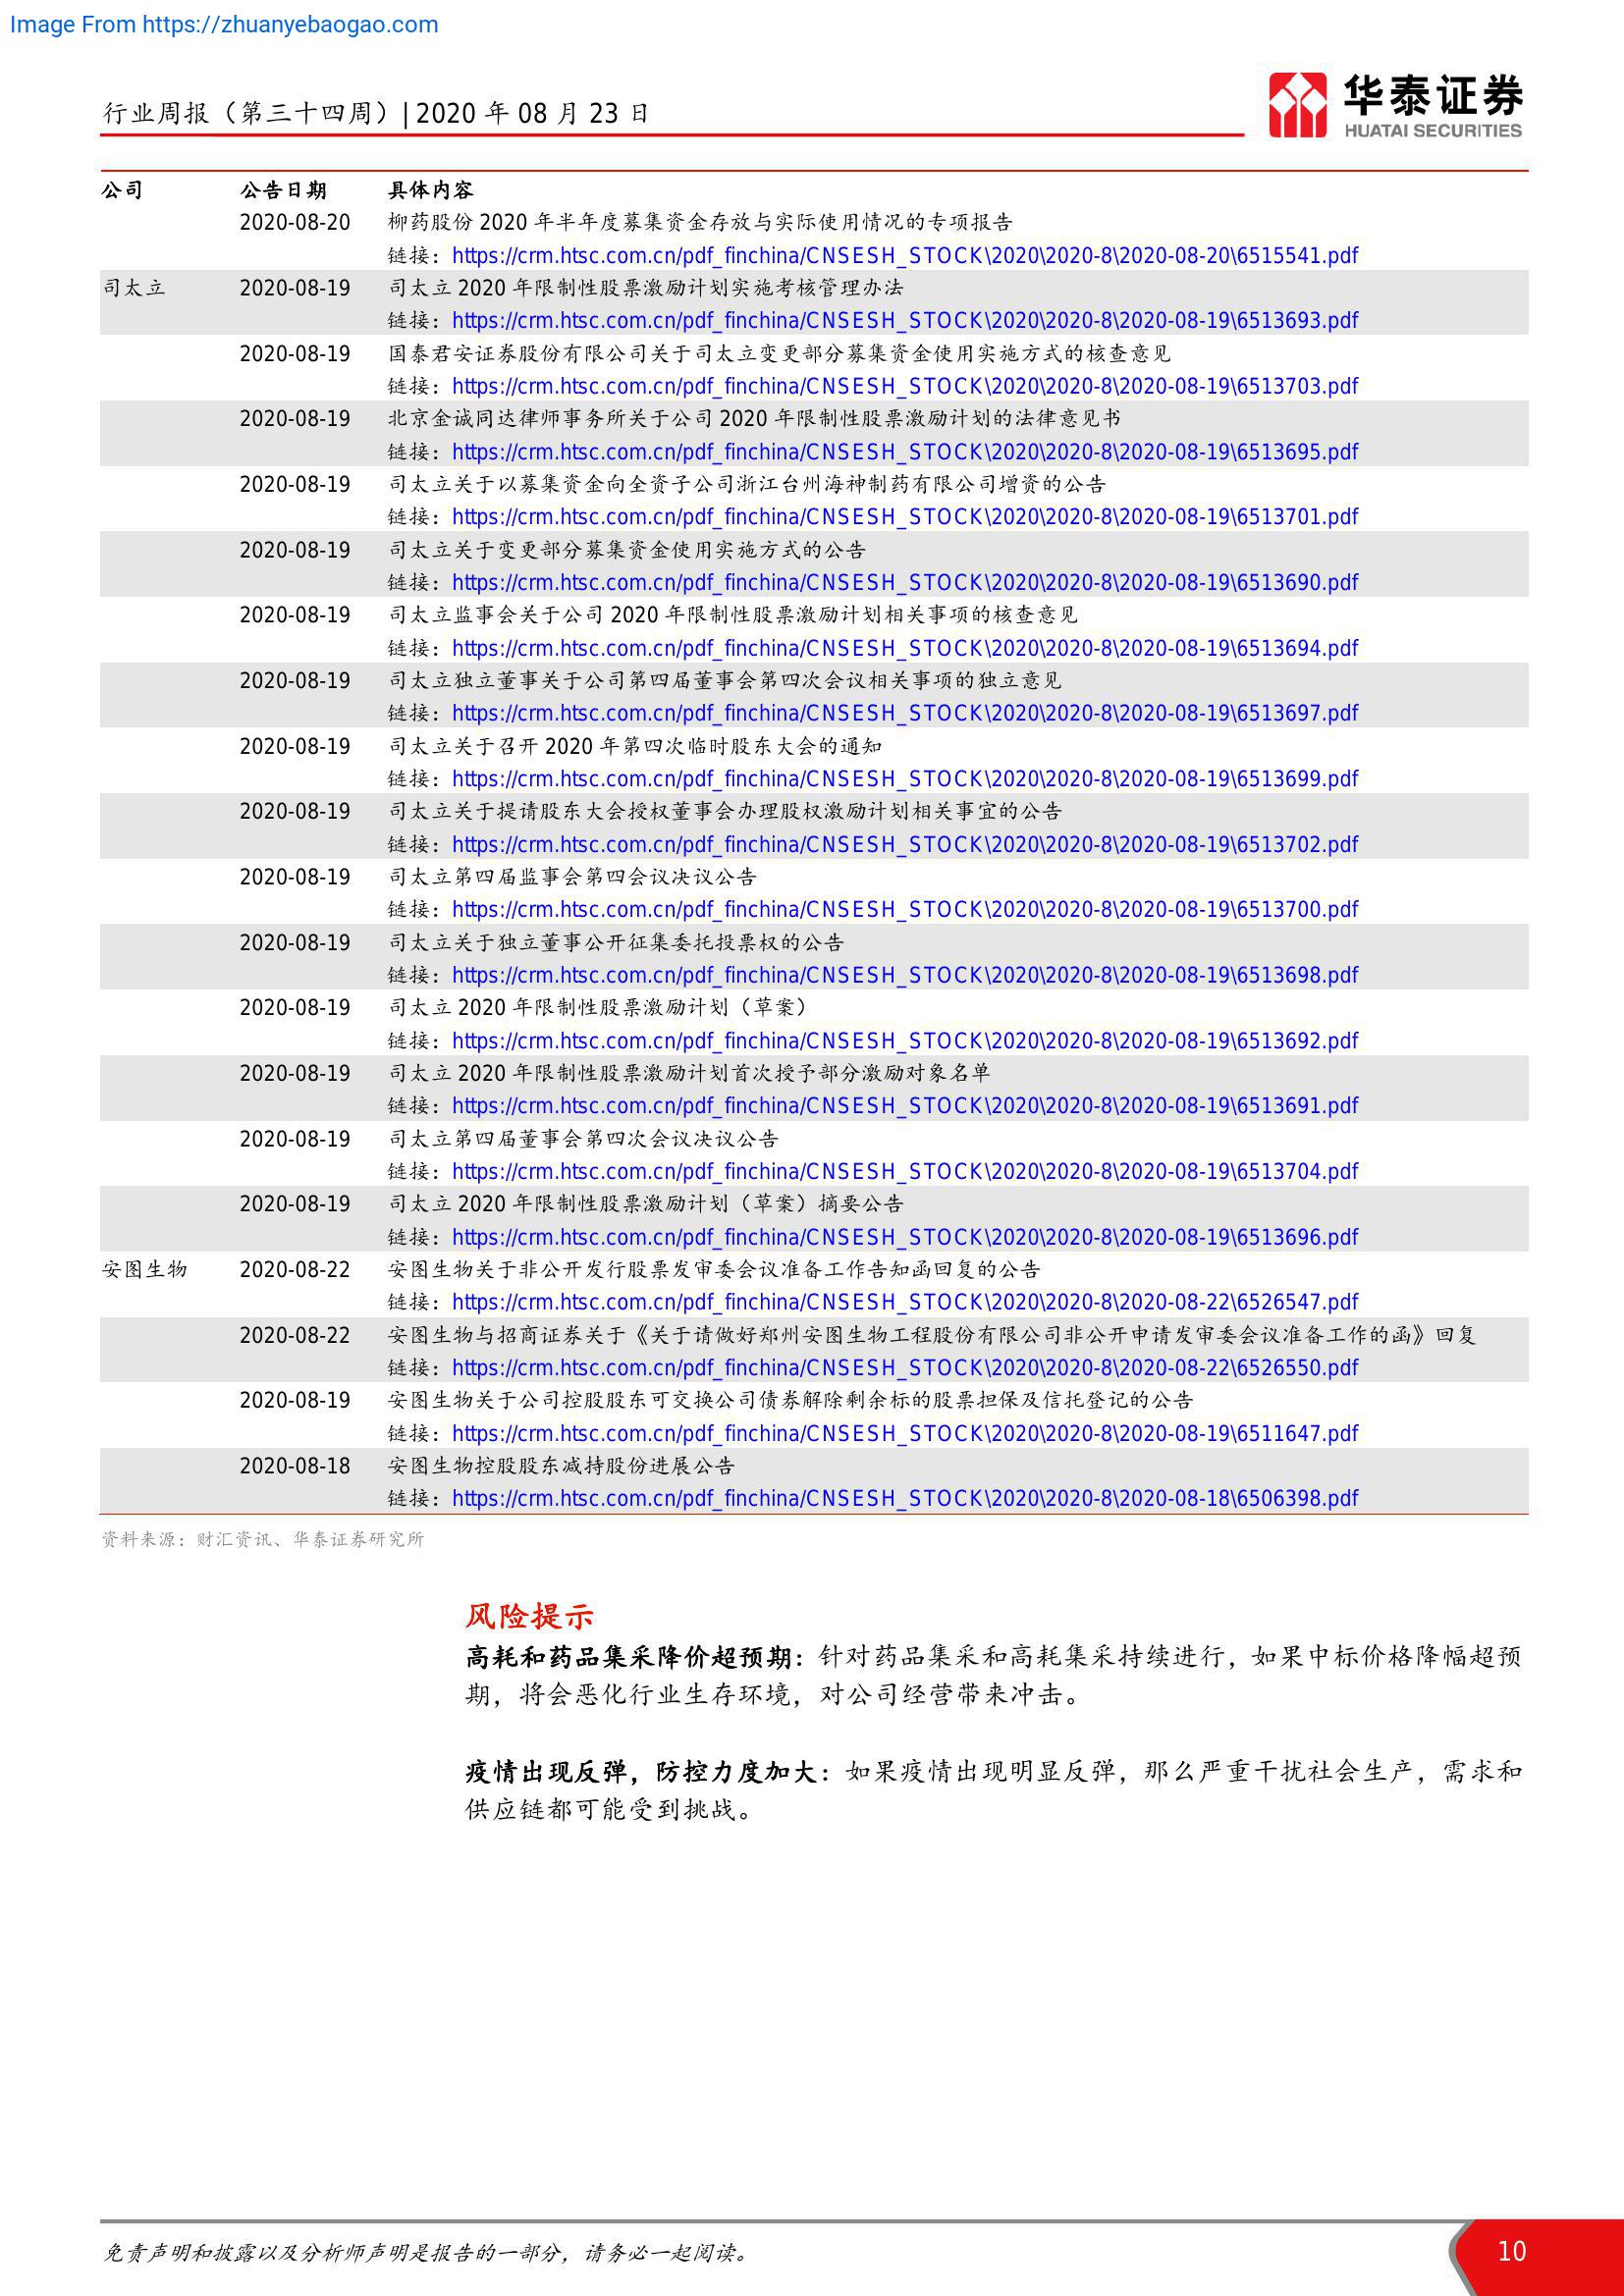 Image From https://zhuanyebaogao.com
行业周报（第三十四周）| 2020 年 08 月 23 日
华泰证券
HUATAI SECURITIES
公司 公告日期 具体内容
2020-08-20 柳药股份 2020 年半年度募集资金存放与实际使用情况的专项报告
链接：https://crm.htsc.com.cn/pdf_finchina/CNSESH_STOCK\2020\2020-8\2020-08-20\6515541.pdf
司太立 2020-08-19 司太立 2020 年限制性股票激励计划实施考核管理办法
链接：https://crm.htsc.com.cn/pdf_finchina/CNSESH_STOCK\2020\2020-8\2020-08-19\6513693.pdf
2020-08-19 国泰君安证券股份有限公司关于司太立变更部分募集资金使用实施方式的核查意见
链接：https://crm.htsc.com.cn/pdf_finchina/CNSESH_STOCK\2020\2020-8\2020-08-19\6513703.pdf
2020-08-19 北京金诚同达律师事务所关于公司 2020 年限制性股票激励计划的法律意见书
链接：https://crm.htsc.com.cn/pdf_finchina/CNSESH_STOCK\2020\2020-8\2020-08-19\6513695.pdf
2020-08-19 司太立关于以募集资金向全资子公司浙江台州海神制药有限公司增资的公告
链接：https://crm.htsc.com.cn/pdf_finchina/CNSESH_STOCK\2020\2020-8\2020-08-19\6513701.pdf
2020-08-19 司太立关于变更部分募集资金使用实施方式的公告
链接：https://crm.htsc.com.cn/pdf_finchina/CNSESH_STOCK\2020\2020-8\2020-08-19\6513690.pdf
2020-08-19 司太立监事会关于公司 2020 年限制性股票激励计划相关事项的核查意见
链接：https://crm.htsc.com.cn/pdf_finchina/CNSESH_STOCK\2020\2020-8\2020-08-19\6513694.pdf
2020-08-19 司太立独立董事关于公司第四届董事会第四次会议相关事项的独立意见
链接：https://crm.htsc.com.cn/pdf_finchina/CNSESH_STOCK\2020\2020-8\2020-08-19\6513697.pdf
2020-08-19 司太立关于召开 2020 年第四次临时股东大会的通知
链接：https://crm.htsc.com.cn/pdf_finchina/CNSESH_STOCK\2020\2020-8\2020-08-19\6513699.pdf
2020-08-19 司太立关于提请股东大会授权董事会办理股权激励计划相关事宜的公告
链接：https://crm.htsc.com.cn/pdf_finchina/CNSESH_STOCK\2020\2020-8\2020-08-19\6513702.pdf
2020-08-19 司太立第四届监事会第四会议决议公告
链接：https://crm.htsc.com.cn/pdf_finchina/CNSESH_STOCK\2020\2020-8\2020-08-19\6513700.pdf
2020-08-19 司太立关于独立董事公开征集委托投票权的公告
链接：https://crm.htsc.com.cn/pdf_finchina/CNSESH_STOCK\2020\2020-8\2020-08-19\6513698.pdf
2020-08-19 司太立 2020 年限制性股票激励计划（草案）
链接：https://crm.htsc.com.cn/pdf_finchina/CNSESH_STOCK\2020\2020-8\2020-08-19\6513692.pdf
2020-08-19 司太立 2020 年限制性股票激励计划首次授予部分激励对象名单
链接：https://crm.htsc.com.cn/pdf_finchina/CNSESH_STOCK\2020\2020-8\2020-08-19\6513691.pdf
2020-08-19 司太立第四届董事会第四次会议决议公告
链接：https://crm.htsc.com.cn/pdf_finchina/CNSESH_STOCK\2020\2020-8\2020-08-19\6513704.pdf
2020-08-19 司太立 2020 年限制性股票激励计划（草案）摘要公告
链接：https://crm.htsc.com.cn/pdf_finchina/CNSESH_STOCK\2020\2020-8\2020-08-19\6513696.pdf
安图生物 2020-08-22 安图生物关于非公开发行股票发审委会议准备工作告知函回复的公告
链接：https://crm.htsc.com.cn/pdf_finchina/CNSESH_STOCK\2020\2020-8\2020-08-22\6526547.pdf
2020-08-22 安图生物与招商证券关于《关于请做好郑州安图生物工程股份有限公司非公开申请发审委会议准备工作的函》回复
链接：https://crm.htsc.com.cn/pdf_finchina/CNSESH_STOCK\2020\2020-8\2020-08-22\6526550.pdf
2020-08-19 安图生物关于公司控股股东可交换公司债券解除剩余标的股票担保及信托登记的公告
链接：https://crm.htsc.com.cn/pdf_finchina/CNSESH_STOCK\2020\2020-8\2020-08-19\6511647.pdf
2020-08-18 安图生物控股股东减持股份进展公告
链接：https://crm.htsc.com.cn/pdf_finchina/CNSESH_STOCK\2020\2020-8\2020-08-18\6506398.pdf
资料来源：财汇资讯、华泰证券研究所
风险提示
高耗和药品集采降价超预期：针对药品集采和高耗集采持续进行，如果中标价格降幅超预
期，将会恶化行业生存环境，对公司经营带来冲击。
疫情出现反弹，防控力度加大：如果疫情出现明显反弹，那么严重干扰社会生产，需求和
供应链都可能受到挑战。
免责声明和披露以及分析师声明是报告的一部分，请务必一起阅读。
10